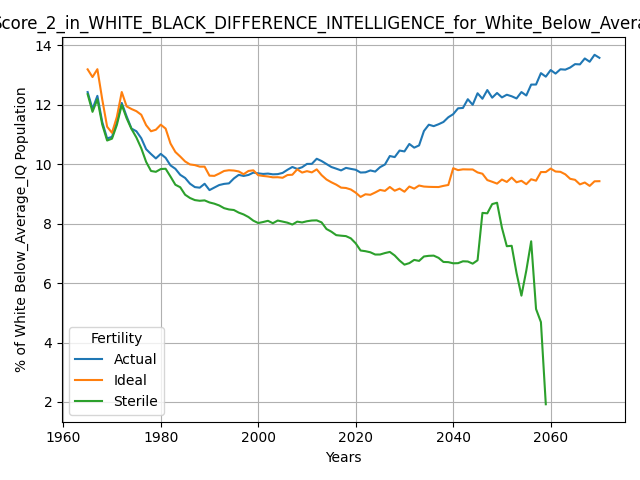 Score_2_in_WHITE_BLACK_DIFFERENCE_INTELLIGENCE_for_White_Below_Avera
% of White Below_Average_IQ Population
14
12
10
8
6
4
2
Fertility
Actual
Ideal
Sterile
1960
1980
2000
2020
2040
2060
Years